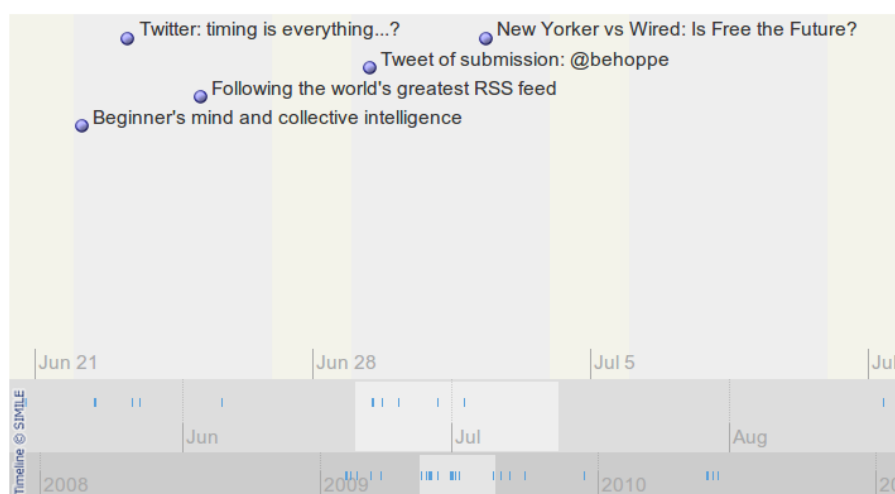 Twitter: timing is everything...?
New Yorker vs Wired: Is Free the Future?
Tweet of submission: @behoppe
Following the world's greatest RSS feed
Beginner's mind and collective intelligence
Jun 21
Jun 28
Jul 5
Jul
Jun
Jul
Aug
2008
2009
2010
20
Timeline © SIMILE